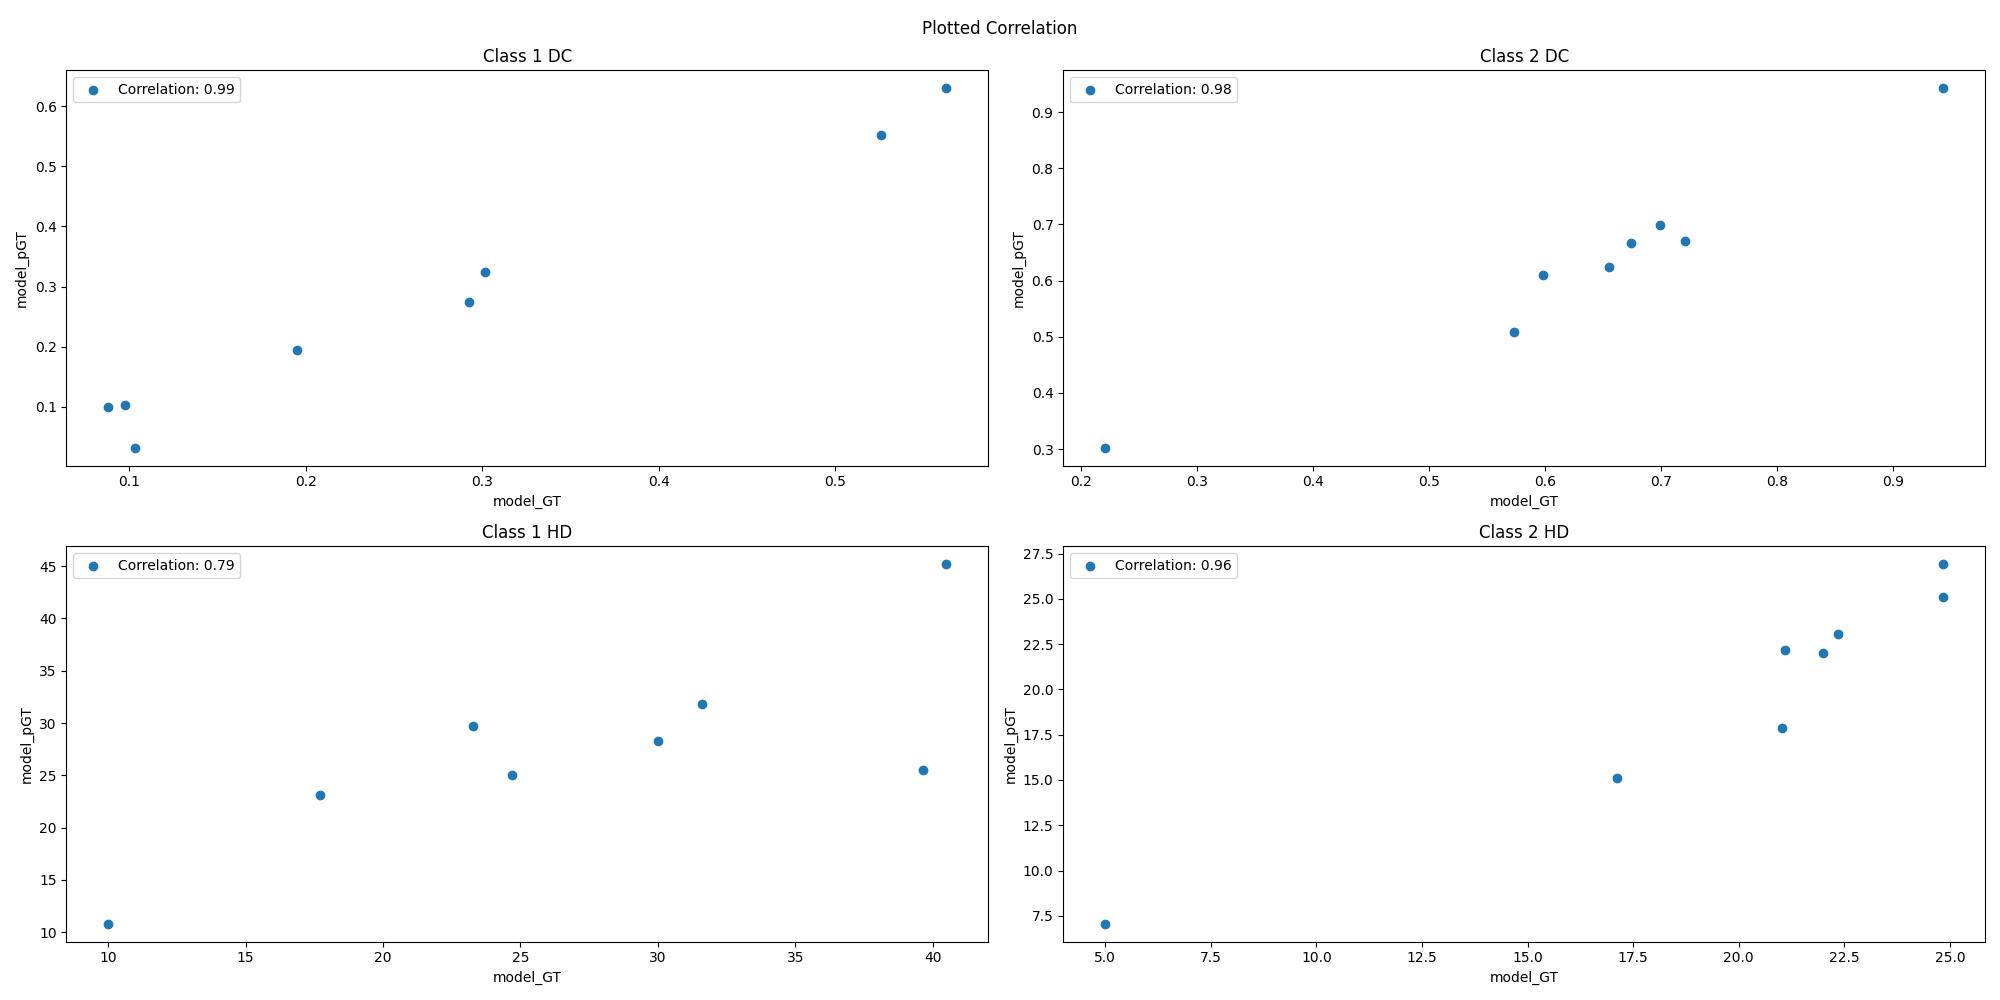 Plotted Correlation
Class 1 DC
Correlation: 0.99
0.6
0.5
0.4
0.3
0.2
0.1
model_pGT
0.1 0.2 0.3 0.4 0.5
model_GT
Class 2 DC
Correlation: 0.98
0.9
0.8
0.7
0.6
0.5
0.4
0.3
model_pGT
0.2 0.3 0.4 0.5 0.6 0.7 0.8 0.9
model_GT
Class 1 HD
Correlation: 0.79
45
40
35
30
25
20
15
10
model_pGT
10 15 20 25 30 35 40
model_GT
Class 2 HD
Correlation: 0.96
27.5
25.0
22.5
20.0
17.5
15.0
12.5
10.0
7.5
model_pGT
5.0 7.5 10.0 12.5 15.0 17.5 20.0 22.5 25.0
model_GT